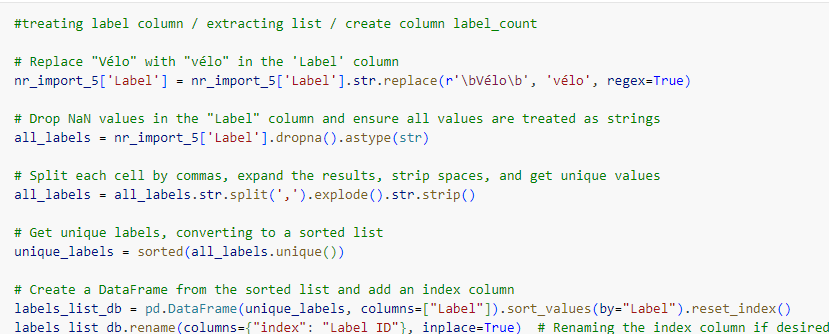 #treating label column / extracting list / create column label_count
# Replace "Vélo" with "vélo" in the 'Label' column
nr_import_5['Label'] = nr_import_5['Label'].str.replace(r'\bVélo\b', 'vélo', regex=True)
# Drop NaN values in the "Label" column and ensure all values are treated as strings
all_labels = nr_import_5['Label'].dropna().astype(str)
# Split each cell by commas, expand the results, strip spaces, and get unique values
all_labels = all_labels.str.split(',').explode().str.strip()
# Get unique labels, converting to a sorted list
unique_labels = sorted(all_labels.unique())
# Create a DataFrame from the sorted list and add an index column
labels_list_db = pd.DataFrame(unique_labels, columns=["Label"]).sort_values(by="Label").reset_index()
labels_list_db.rename(columns={"index": "Label ID"}, inplace=True)  # Renaming the index column if desired